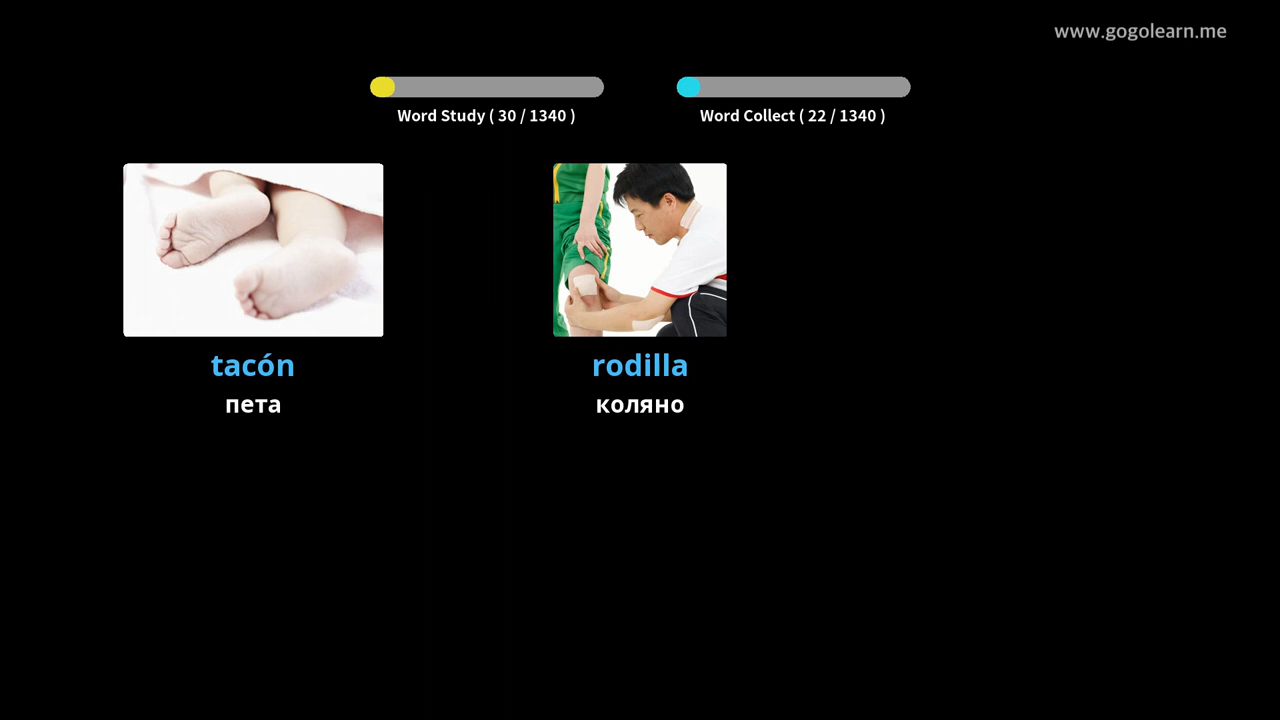 www.gogolearn.me
Word Study ( 30 / 1340 )
Word Collect ( 22 / 1340 )
tacón
пета
rodilla
коляно